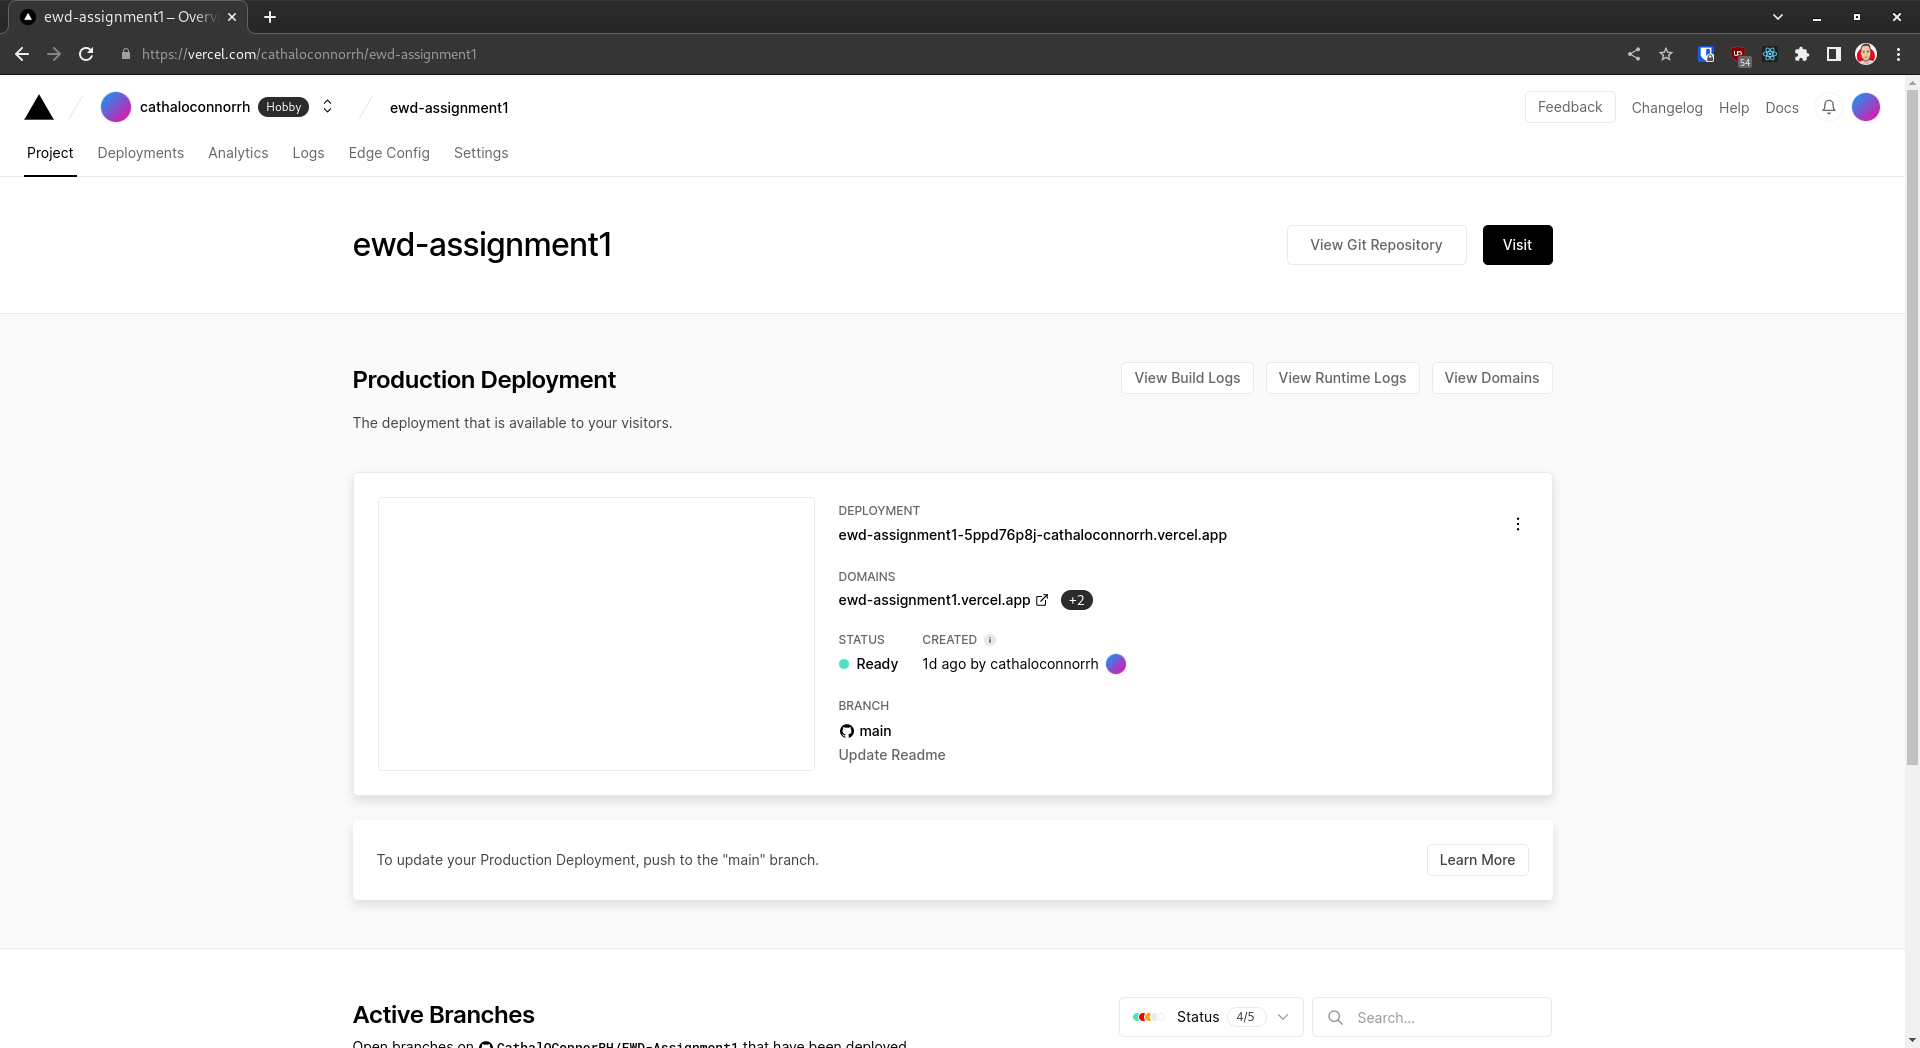 ewd-assignment1 – Overv
https://vercel.com/cathaloconnorrh/ewd-assignment1
54
cathaloconnorrh Hobby ewd-assignment1
Feedback Changelog Help Docs
Project Deployments Analytics Logs Edge Config Settings
ewd-assignment1
View Git Repository Visit
Production Deployment
View Build Logs View Runtime Logs View Domains
The deployment that is available to your visitors.
DEPLOYMENT
ewd-assignment1-5ppd76p8j-cathaloconnorrh.vercel.app
DOMAINS
ewd-assignment1.vercel.app +2
STATUS CREATED
Ready 1d ago by cathaloconnorrh
BRANCH
main
Update Readme
To update your Production Deployment, push to the "main" branch.
Learn More
Active Branches
Status 4/5 Search...
Open branches on CathalOConnorRH/EWD-Assignment1 that have been deployed